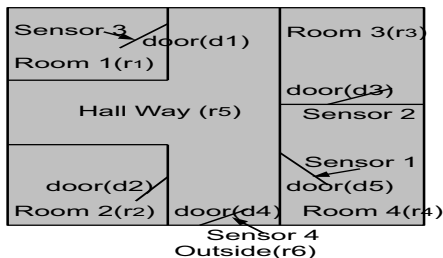 Sensor 3
door(d1)
Room 1(r1)
Room 3(r3)
door(d3)
Hall Way (r5)
Sensor 2
Sensor 1
door(d2)
door(d5)
Room 2(r2)
door(d4)
Room 4(r4)
Sensor 4
Outside(r6)